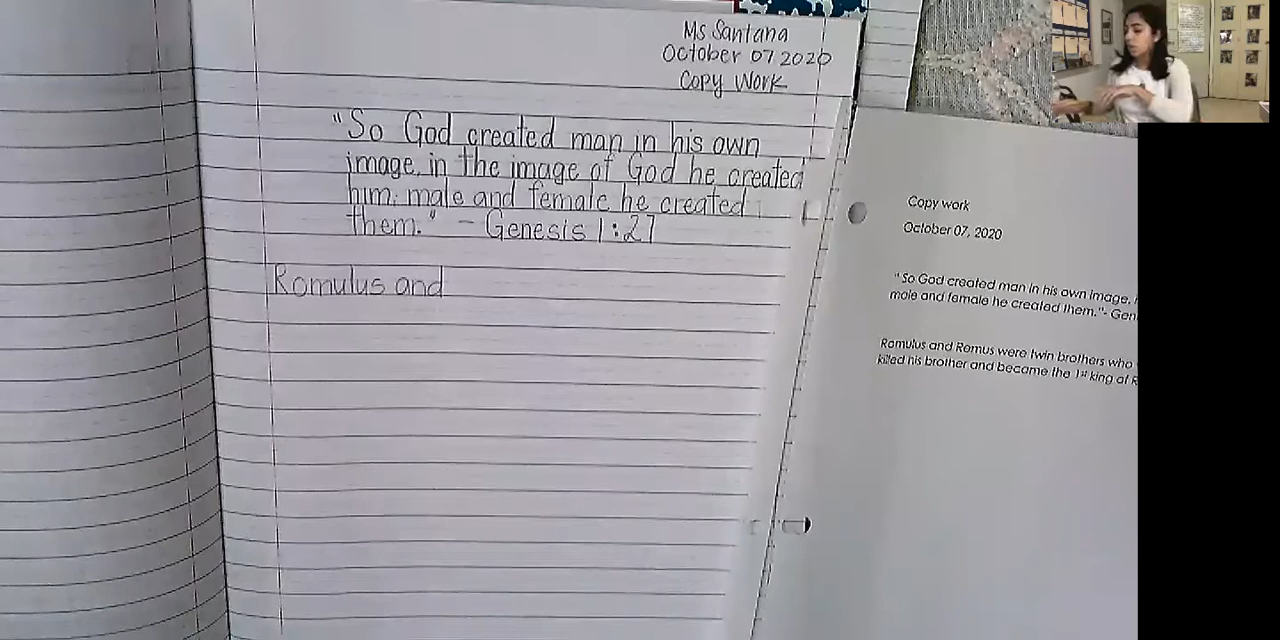 Ms Santana
October 07 2020
Copy Work
"So God created man in his own
image, in the image of God he created
him; male and female he created
them." - Genesis 1:27
Romulus and
Copy work
October 07, 2020
"So God created man in his own image,
male and female he created them."- Gen
Romulus and Remus were twin brothers who
killed his brother and became the 1st king of R